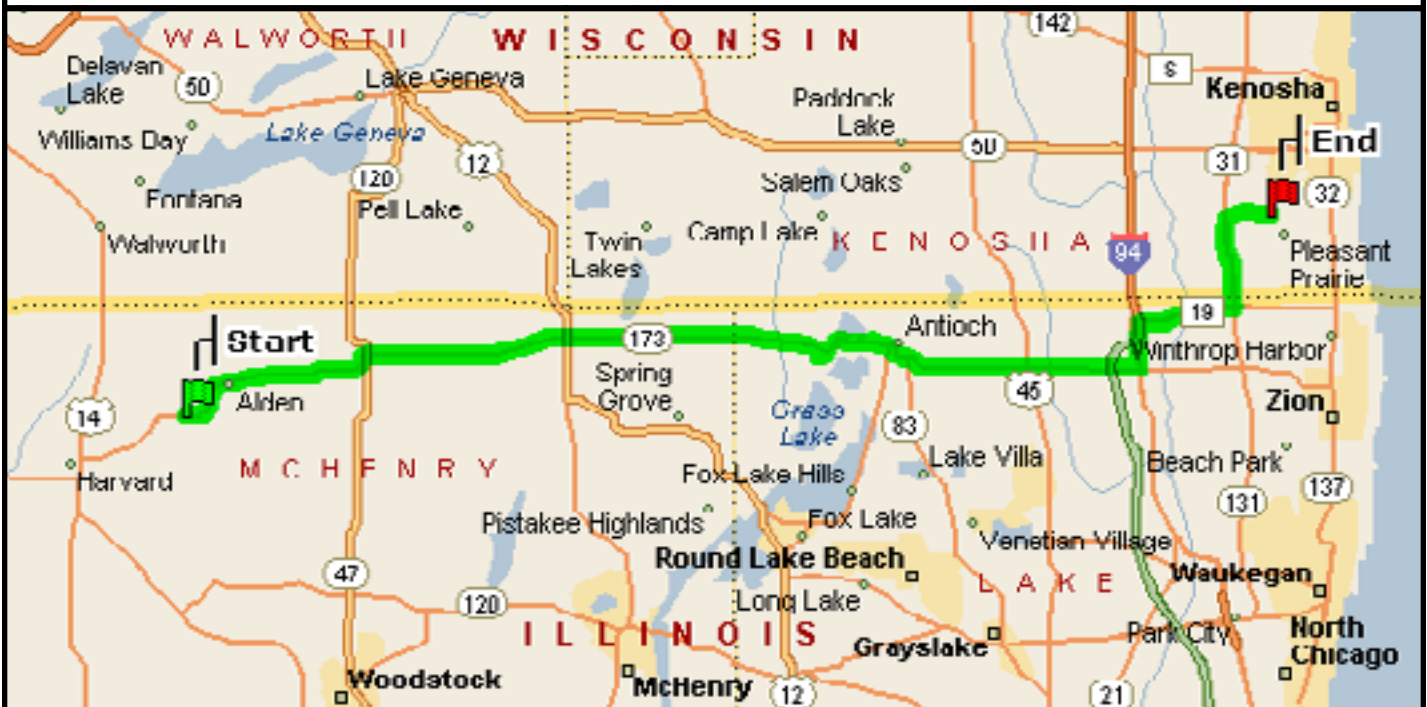 142
WALWORTH
WISCONSIN
Delavan
Lake
50
Lake Geneva
S
Kenosha
Paddock
Lake
Williams Bay
Lake Geneva
End
12
50
31
120
Salem Oaks
32
Fontana
Pell Lake
Walworth
Twin
Lakes
Camp Lake
KENOSHA
94
Pleasant
Prairie
19
Start
173
Antioch
Winthrop Harbor
Alden
Spring
Grove
45
Zion
14
Grass
Lake
83
MCHENRY
Harvard
Lake Villa
Beach Park
Fox Lake Hills
137
131
Pistakee Highlands
Fox Lake
Venetian Village
Round Lake Beach
47
LAKE
Waukegan
120
Long Lake
ILLINOIS
Park City
North
Chicago
Grayslake
Woodstock
McHenry
12
21